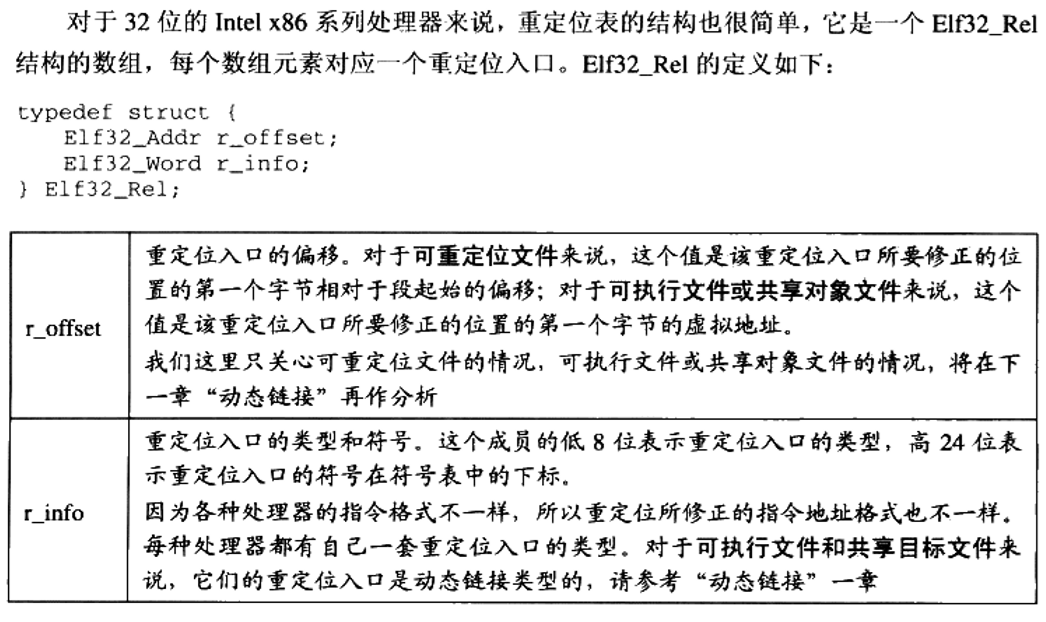 对于 32 位的 Intel x86 系列处理器来说，重定位表的结构也很简单，它是一个 Elf32_Rel
结构的数组，每个数组元素对应一个重定位入口。Elf32_Rel 的定义如下：
typedef struct {
Elf32_Addr r_offset;
Elf32_Word r_info;
} Elf32_Rel;
r_offset
重定位入口的偏移。对于可重定位文件来说，这个值是该重定位入口所要修正的位
置的第一个字节相对于段起始的偏移；对于可执行文件或共享对象文件来说，这个
值是该重定位入口所要修正的位置的第一个字节的虚拟地址。
我们这里只关心可重定位文件的情况，可执行文件或共享对象文件的情况，将在下
一章“动态链接”再作分析
r_info
重定位入口的类型和符号。这个成员的低 8 位表示重定位入口的类型，高 24 位表
示重定位入口的符号在符号表中的下标。
因为各种处理器的指令格式不一样，所以重定位所修正的指令地址格式也不一样。
每种处理器都有自己一套重定位入口的类型。对于可执行文件和共享目标文件来
说，它们的重定位入口是动态链接类型的，请参考“动态链接”一章